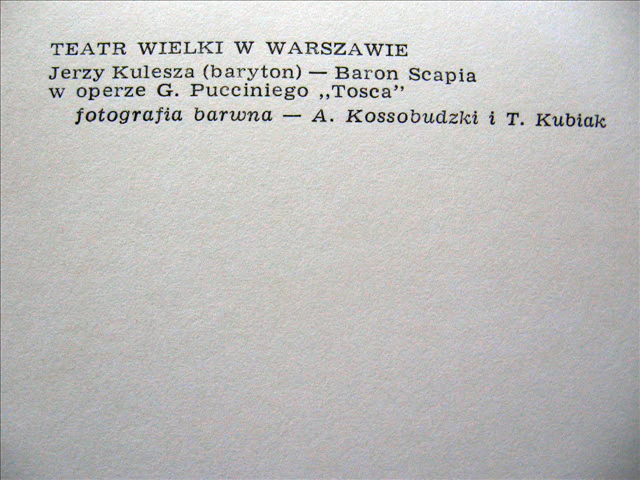 TEATR WIELKI W WARSZAWIE
Jerzy Kulesza (baryton) — Baron Scapia
w operze G. Pucciniego „Tosca”
fotografia barwna — A. Kossobudzki i T. Kubiak